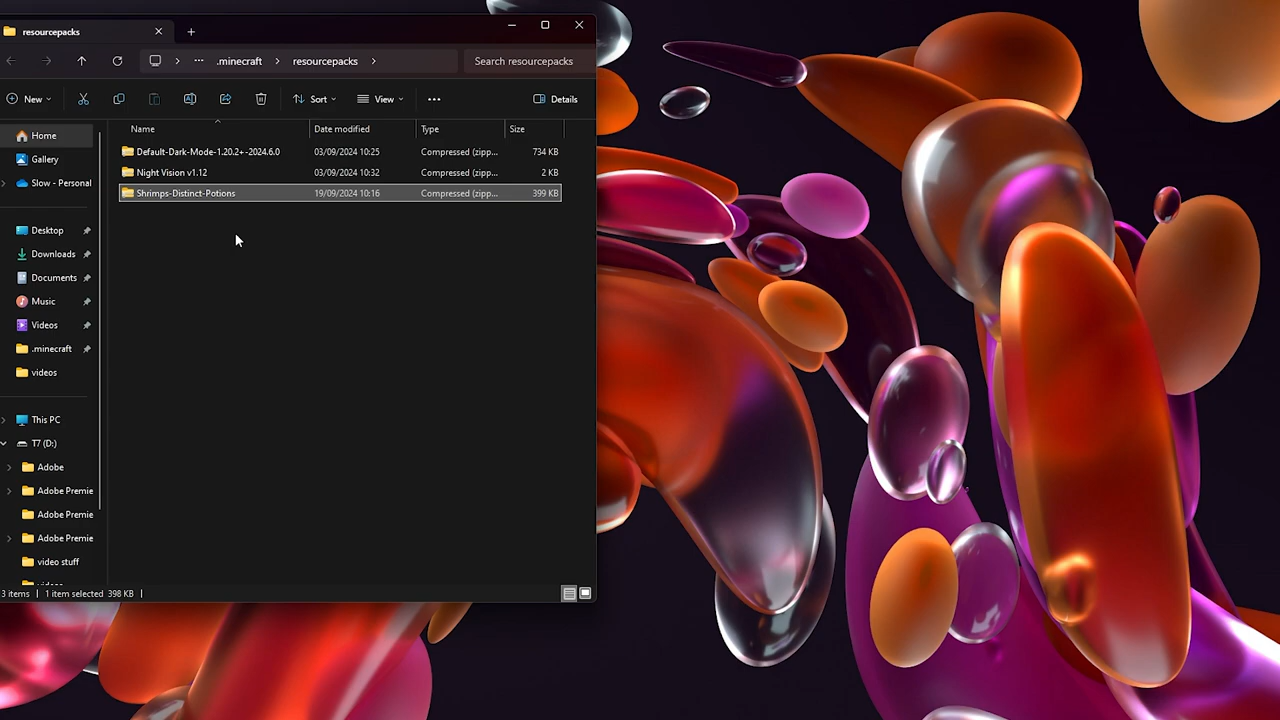 resourcepacks
.minecraft
resourcepacks
Search resourcepacks
New
Sort
View
Details
Name
Date modified
Type
Size
Default-Dark-Mode-1.20.2+-2024.6.0 03/09/2024 10:25 Compressed (zipp... 734 KB
Night Vision v1.12 03/09/2024 10:32 Compressed (zipp... 2 KB
Shrimps-Distinct-Potions 19/09/2024 10:16 Compressed (zipp... 399 KB
Home
Gallery
Slow - Personal
Desktop
Downloads
Documents
Music
Videos
.minecraft
videos
This PC
T7 (D:)
Adobe
Adobe Premie
Adobe Premie
Adobe Premie
video stuff
3 items 1 item selected 398 KB